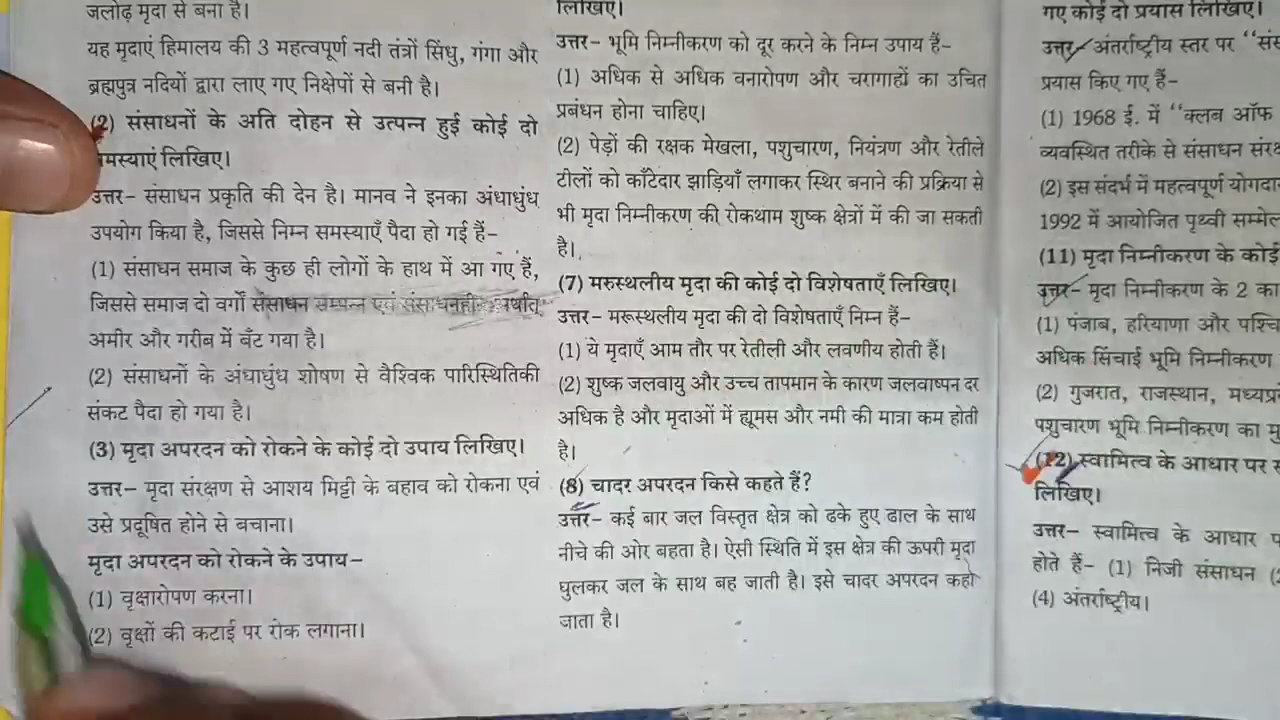 जलोढ़ मृदा से बना है।
यह मृदाएं हिमालय की 3 महत्वपूर्ण नदी तंत्रों सिंधु, गंगा और
ब्रह्मपुत्र नदियों द्वारा लाए गए निक्षेपों से बनी है।
(2) संसाधनों के अति दोहन से उत्पन्न हुई कोई दो
मस्याएं लिखिए।
उत्तर– संसाधन प्रकृति की देन है। मानव ने इनका अंधाधुंध
उपयोग किया है, जिससे निम्न समस्याएँ पैदा हो गई हैं–
(1) संसाधन समाज के कुछ ही लोगों के हाथ में आ गए हैं,
जिससे समाज दो वर्गों संसाधन सम्पन्न एवं संसाधनही अर्थात्
अमीर और गरीब में बँट गया है।
(2) संसाधनों के अंधाधुंध शोषण से वैश्विक पारिस्थितिकी
संकट पैदा हो गया है।
(3) मृदा अपरदन को रोकने के कोई दो उपाय लिखिए।
उत्तर– मृदा संरक्षण से आशय मिट्टी के बहाव को रोकना एवं
उसे प्रदूषित होने से बचाना।
मृदा अपरदन को रोकने के उपाय–
(1) वृक्षारोपण करना।
(2) वृक्षों की कटाई पर रोक लगाना।
लिखिए।
उत्तर– भूमि निम्नीकरण को दूर करने के निम्न उपाय हैं–
(1) अधिक से अधिक वनारोपण और चरागाहों का उचित
प्रबंधन होना चाहिए।
(2) पेड़ों की रक्षक मेखला, पशुचारण, नियंत्रण और रेतीले
टीलों को काँटेदार झाड़ियाँ लगाकर स्थिर बनाने की प्रक्रिया से
भी मृदा निम्नीकरण की रोकथाम शुष्क क्षेत्रों में की जा सकती
है।
(7) मरुस्थलीय मृदा की कोई दो विशेषताएँ लिखिए।
उत्तर– मरूस्थलीय मृदा की दो विशेषताएँ निम्न हैं–
(1) ये मृदाएँ आम तौर पर रेतीली और लवणीय होती हैं।
(2) शुष्क जलवायु और उच्च तापमान के कारण जलवाष्पन दर
अधिक है और मृदाओं में ह्यूमस और नमी की मात्रा कम होती
है।
(8) चादर अपरदन किसे कहते हैं?
उत्तर– कई बार जल विस्तृत क्षेत्र को ढके हुए ढाल के साथ
नीचे की ओर बहता है। ऐसी स्थिति में इस क्षेत्र की ऊपरी मृदा
घुलकर जल के साथ बह जाती है। इसे चादर अपरदन कहा
जाता है।
गए कोई दो प्रयास लिखिए।
उत्तर– अंतर्राष्ट्रीय स्तर पर "संस
प्रयास किए गए हैं–
(1) 1968 ई. में "क्लब ऑफ
व्यवस्थित तरीके से संसाधन संरक्ष
(2) इस संदर्भ में महत्वपूर्ण योगदा
1992 में आयोजित पृथ्वी सम्मेल
(11) मृदा निम्नीकरण के कोई
उत्तर– मृदा निम्नीकरण के 2 का
(1) पंजाब, हरियाणा और पश्चि
अधिक सिंचाई भूमि निम्नीकरण
(2) गुजरात, राजस्थान, मध्यप्र
पशुचारण भूमि निम्नीकरण का मु
(12) स्वामित्व के आधार पर स
लिखिए।
उत्तर– स्वामित्व के आधार प
होते हैं– (1) निजी संसाधन (
(4) अंतर्राष्ट्रीय।